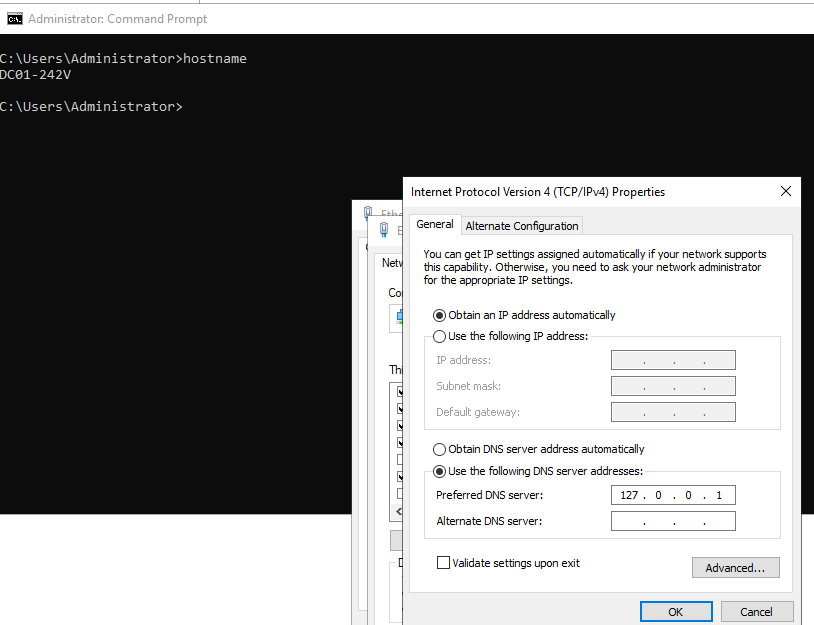 Administrator: Command Prompt
C:\Users\Administrator>hostname
DC01-242V
C:\Users\Administrator>
Internet Protocol Version 4 (TCP/IPv4) Properties
General
Alternate Configuration
You can get IP settings assigned automatically if your network supports
this capability. Otherwise, you need to ask your network administrator
for the appropriate IP settings.
Obtain an IP address automatically
Use the following IP address:
IP address:
Subnet mask:
Default gateway:
Obtain DNS server address automatically
Use the following DNS server addresses:
Preferred DNS server: 127 . 0 . 0 . 1
Alternate DNS server:
Validate settings upon exit
Advanced...
OK
Cancel